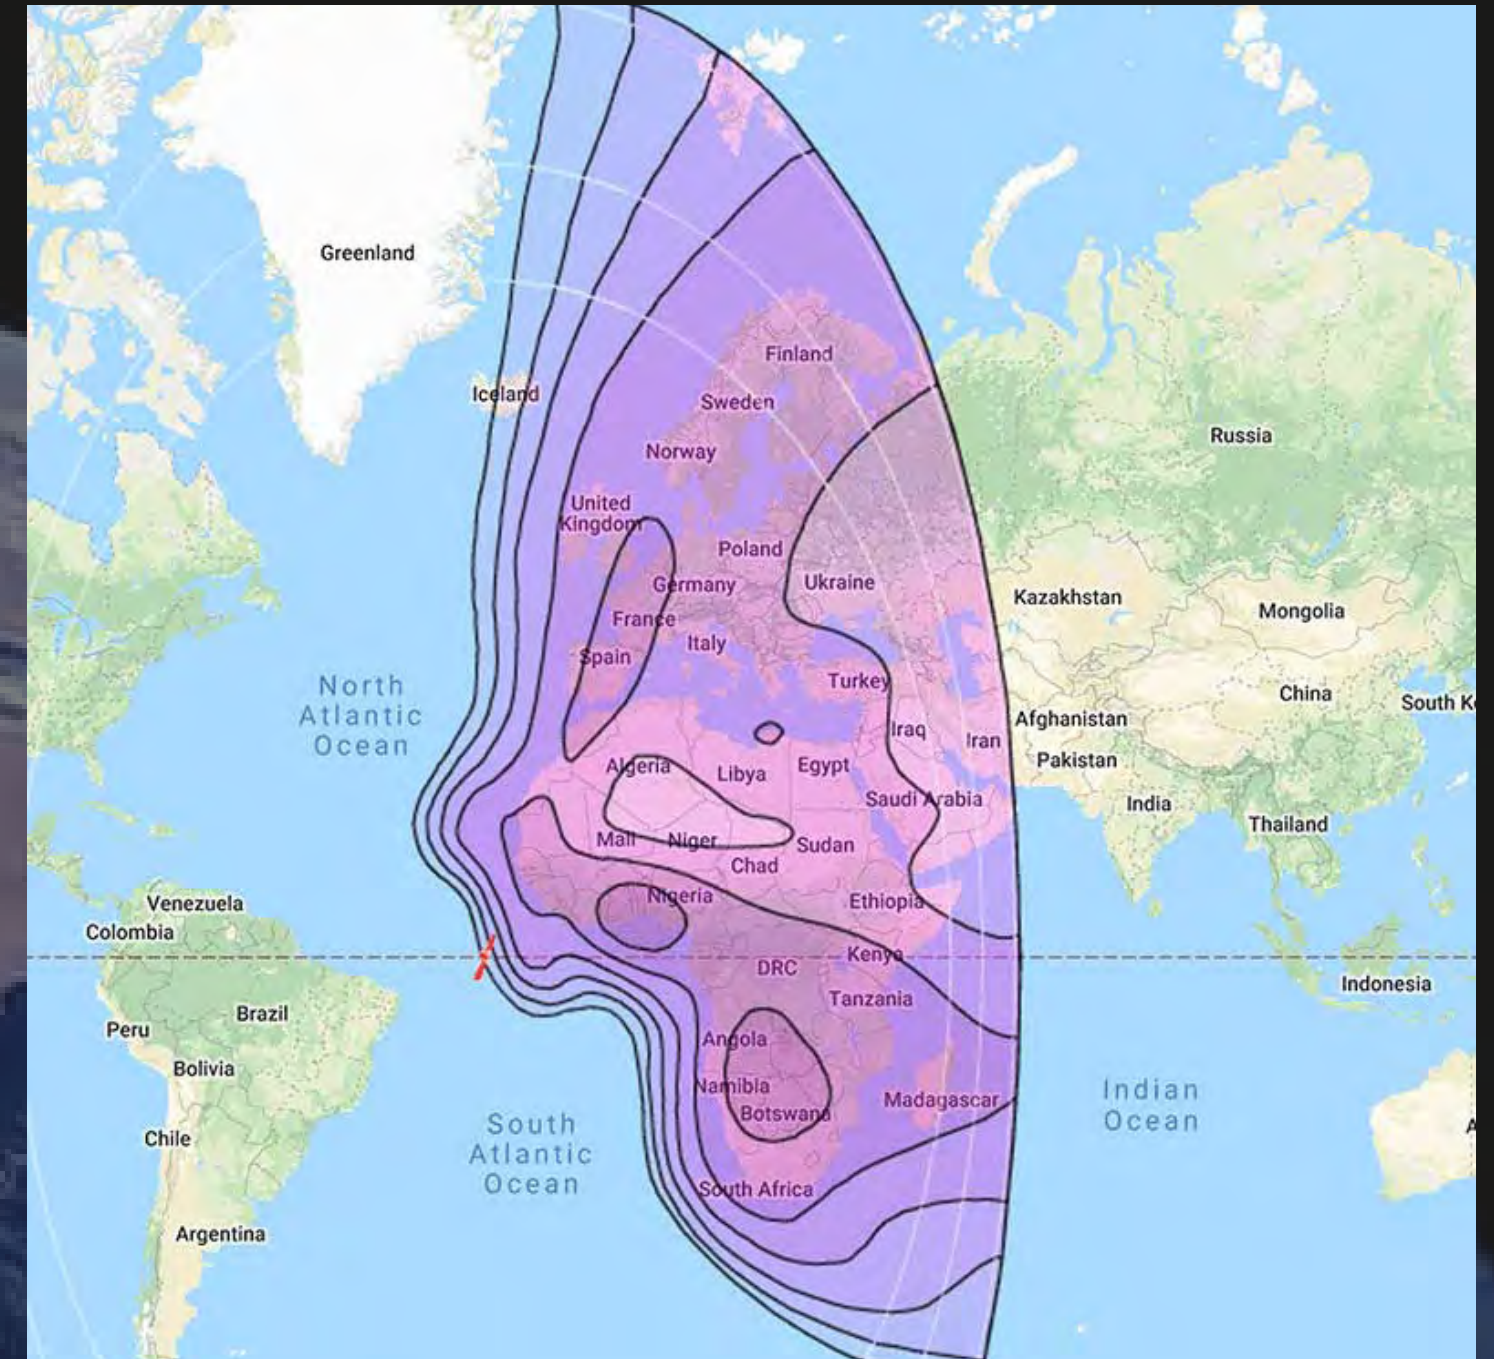 Greenland
Iceland
Finland
Sweden
Norway
Russia
United
Kingdom
Poland
Germany
Ukraine
France
Kazakhstan
Mongolia
Italy
Spain
Turkey
North
Atlantic
Ocean
China
South K
Afghanistan
Iraq
Iran
Pakistan
Algeria
Libya
Egypt
Saudi Arabia
India
Thailand
Mali
Niger
Sudan
Chad
Venezuela
Nigeria
Ethiopia
Colombia
Kenya
DRC
Indonesia
Tanzania
Brazil
Peru
Angola
Bolivia
Namibia
Botswana
Madagascar
Indian
Ocean
Chile
A
South
Atlantic
Ocean
South Africa
Argentina